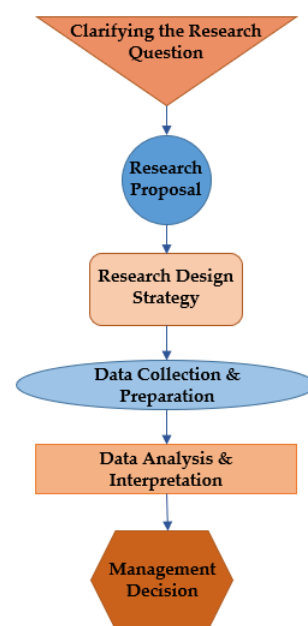 Clarifying the Research
Question
Research
Proposal
Research Design
Strategy
Data Collection &
Preparation
Data Analysis &
Interpretation
Management
Decision